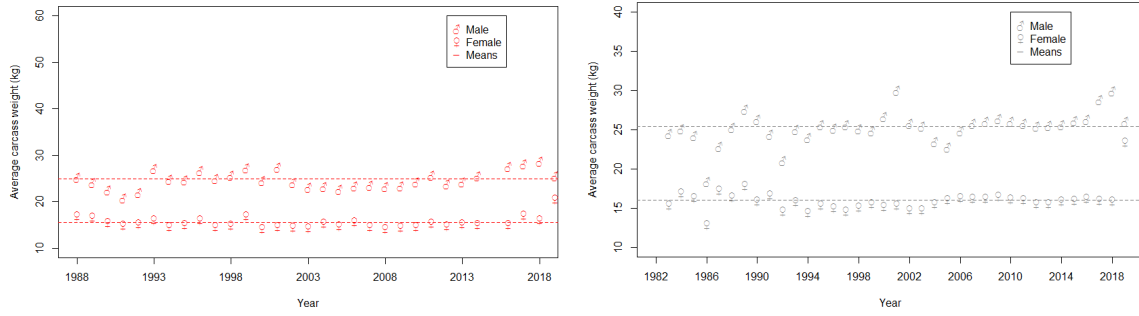 Average carcass weight (kg)
60
50
40
30
20
10
Male
Female
Means
1988 1993 1998 2003 2008 2013 2018
Year
Average carcass weight (kg)
40
35
30
25
20
15
10
Male
Female
Means
1982 1986 1990 1994 1998 2002 2006 2010 2014 2018
Year